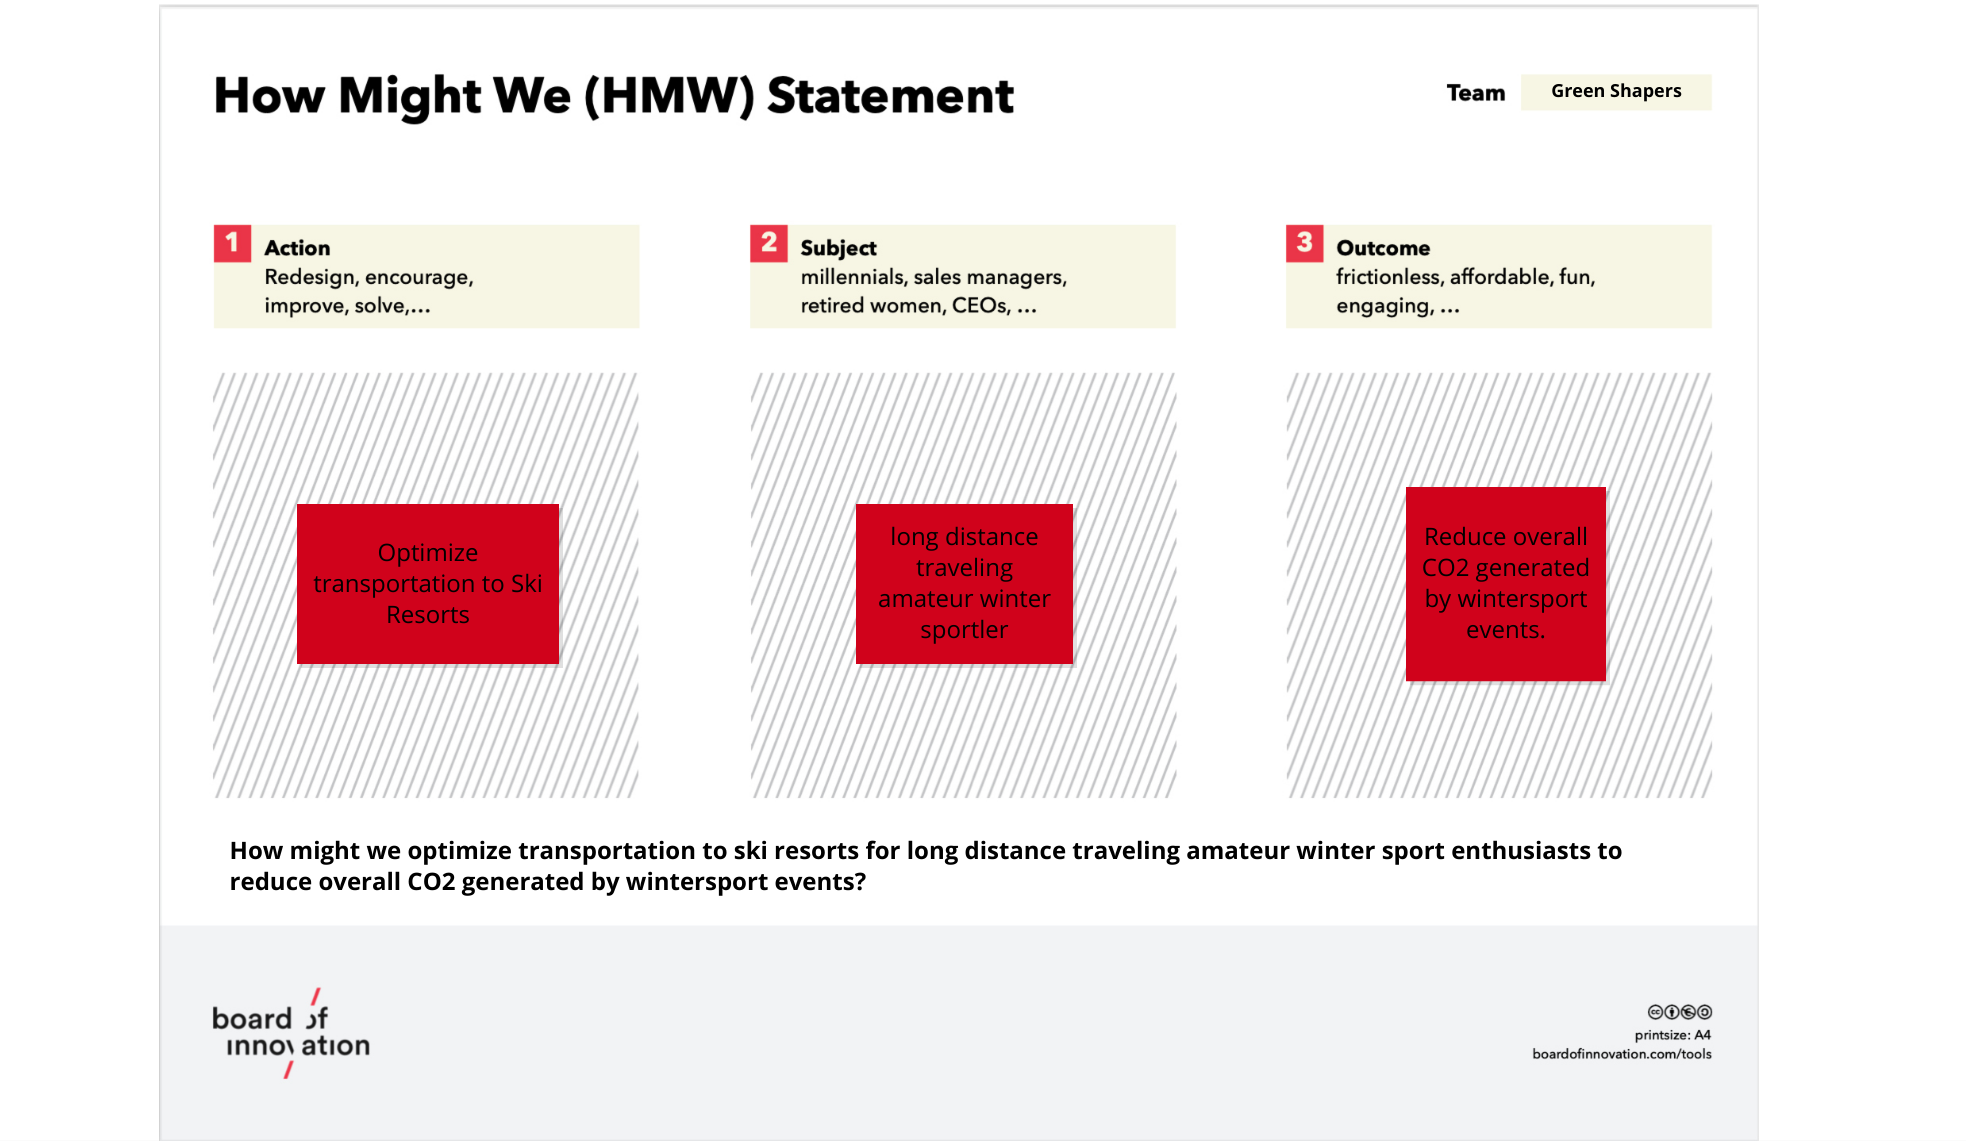 How Might We (HMW) Statement
Team
Green Shapers
1
Action
Redesign, encourage,
improve, solve,...
2
Subject
millennials, sales managers,
retired women, CEOs, ...
3
Outcome
frictionless, affordable, fun,
engaging, ...
Optimize
transportation to Ski
Resorts
long distance
traveling
amateur winter
sportler
Reduce overall
CO2 generated
by wintersport
events.
How might we optimize transportation to ski resorts for long distance traveling amateur winter sport enthusiasts to
reduce overall CO2 generated by wintersport events?
board of
innovation
printsize: A4
boardofinnovation.com/tools